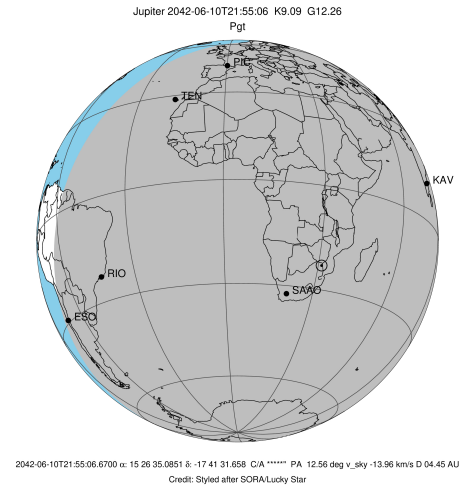 Jupiter 2042-06-10T21:55:06 K9.09 G12.26
Pgt
PIC
TEN
KAV
RIO
SAAO
ESO
2042-06-10T21:55:06.6700 α: 15 26 35.0851 δ: -17 41 31.658 C/A *****" PA 12.56 deg v_sky -13.96 km/s D 04.45 AU
Credit: Styled after SORA/Lucky Star